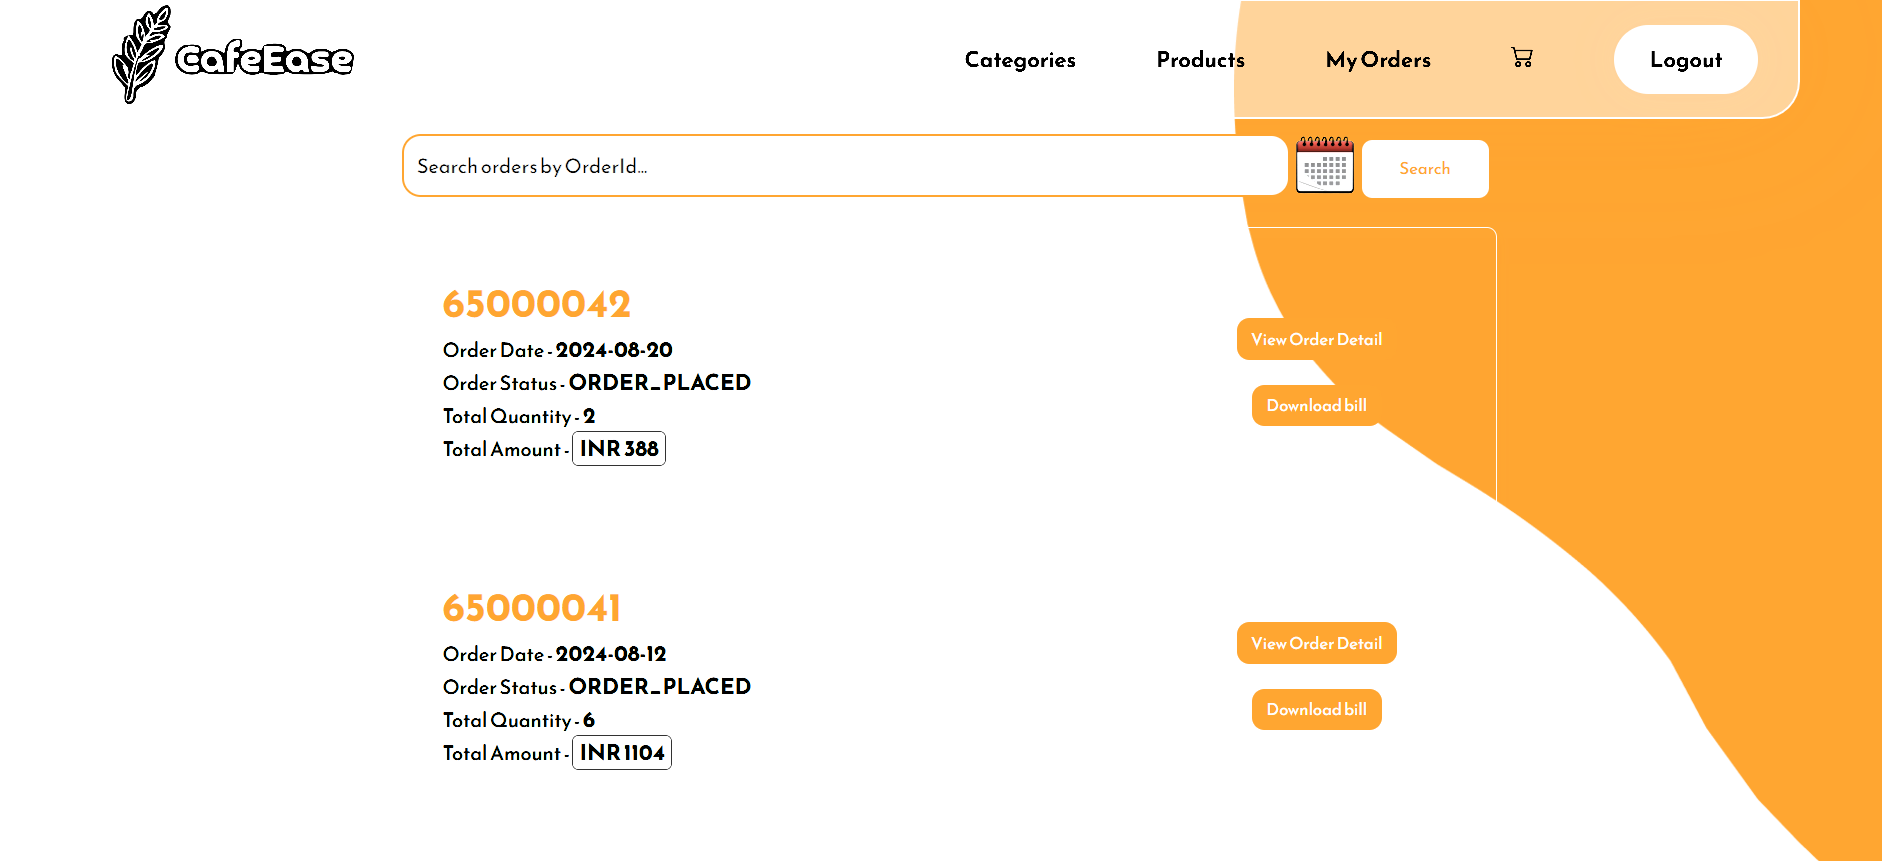 CafeEase
Categories Products My Orders Logout
Search orders by OrderId... Search
65000042
Order Date - 2024-08-20
Order Status - ORDER_PLACED
Total Quantity - 2
Total Amount - INR 388
View Order Detail
Download bill
65000041
Order Date - 2024-08-12
Order Status - ORDER_PLACED
Total Quantity - 6
Total Amount - INR 1104
View Order Detail
Download bill